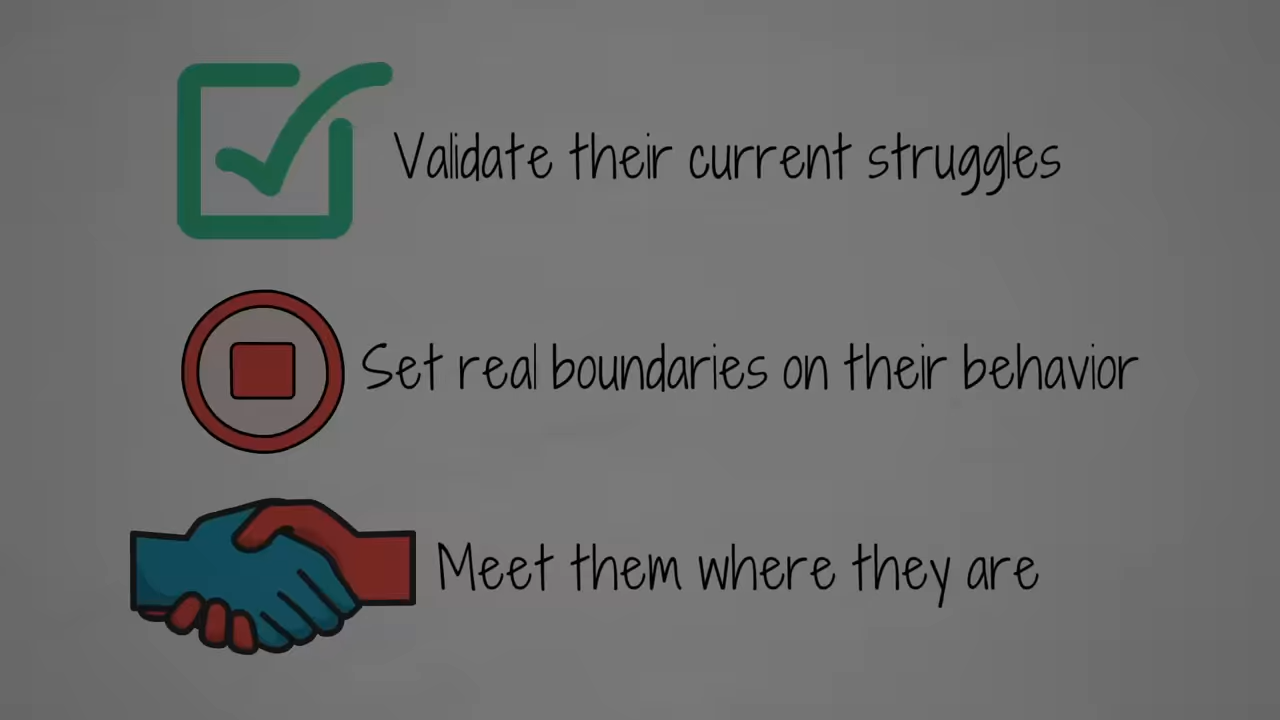 Validate their current struggles
Set real boundaries on their behavior
Meet them where they are